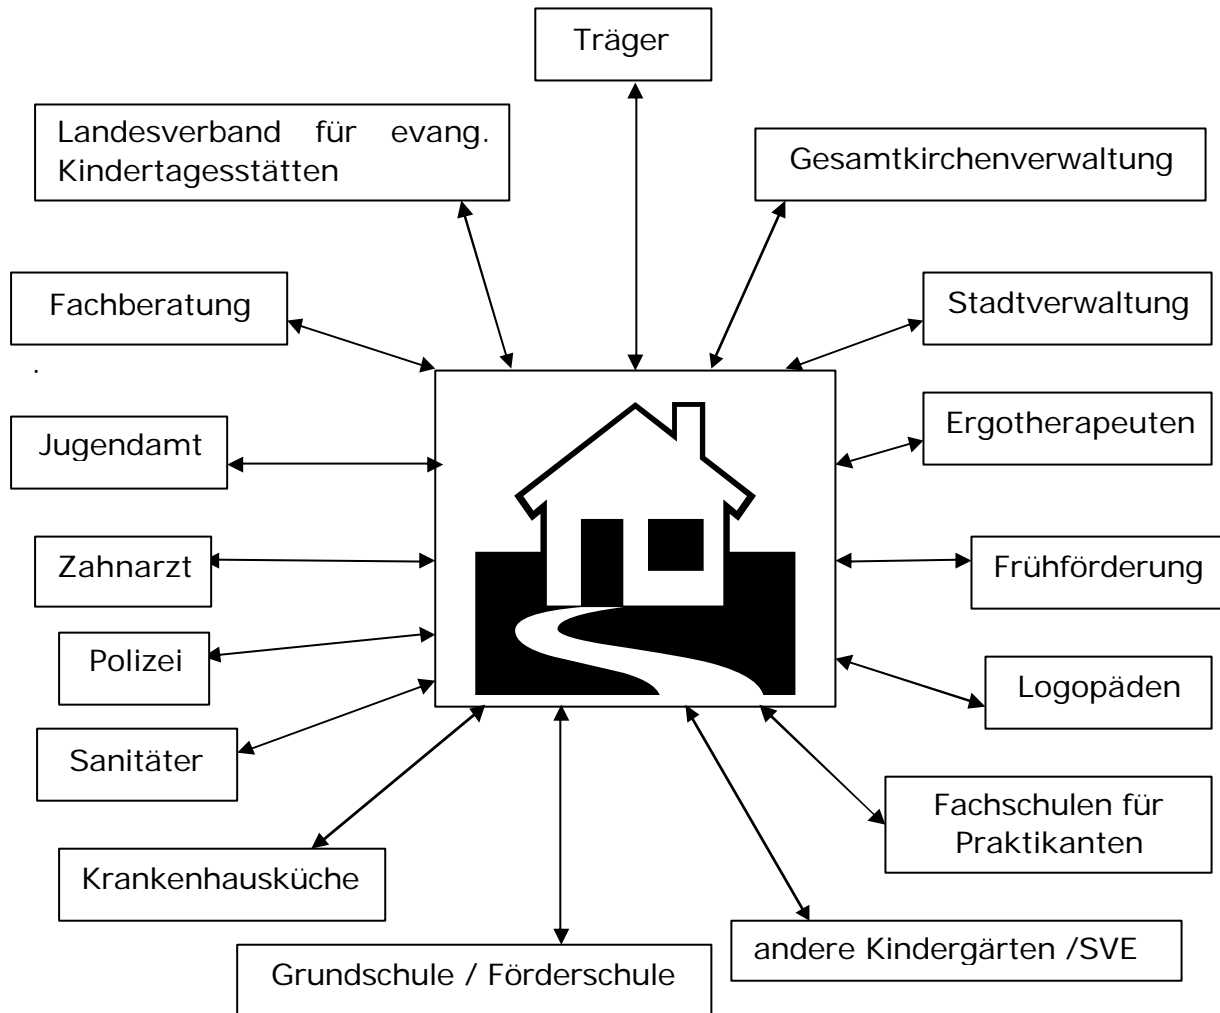 Träger
Landesverband für evang.
Kindertagesstätten
Gesamtkirchenverwaltung
Fachberatung
Stadtverwaltung
.
Jugendamt
Ergotherapeuten
Zahnarzt
Frühförderung
Polizei
Logopäden
Sanitäter
Fachschulen für
Praktikanten
Krankenhausküche
andere Kindergärten /SVE
Grundschule / Förderschule